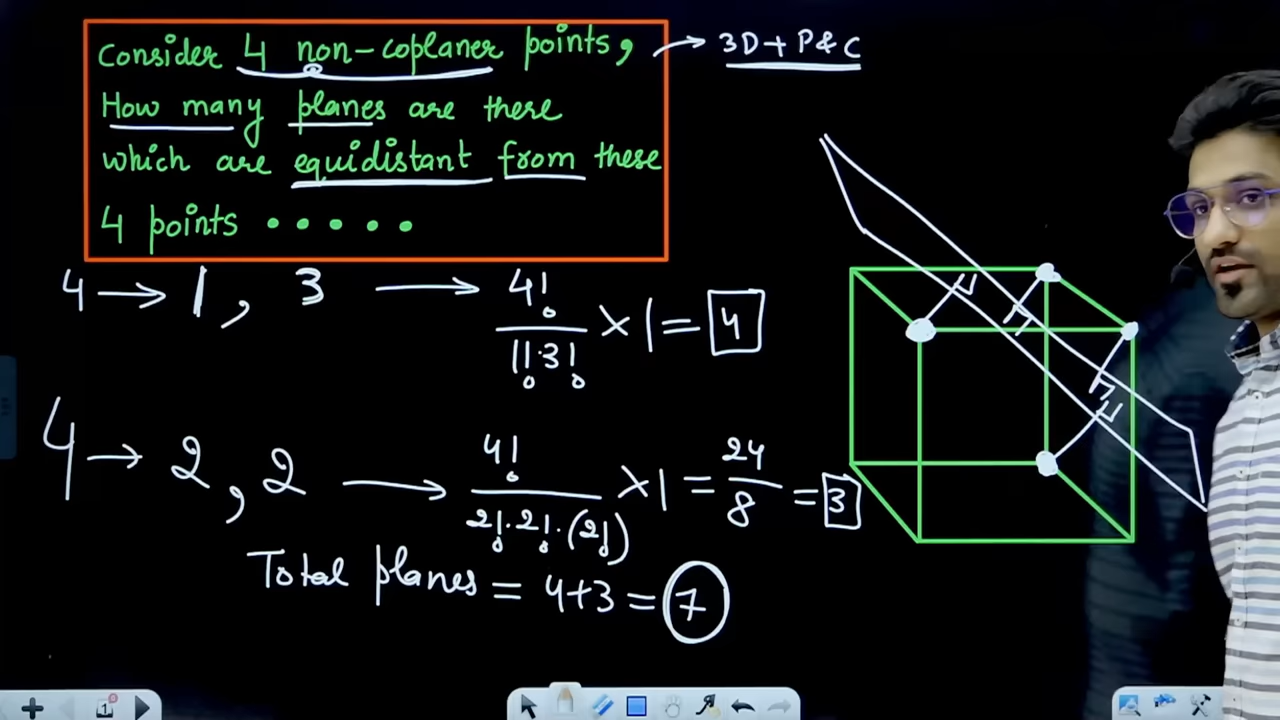 Consider 4 non-coplaner points,
How many planes are there
which are equidistant from these
4 points • • • • •
→ 3D + P & C
4 → 1, 3 → 4! / 1!·3! × 1 = 4
4 → 2, 2 → 4! / 2!·2!·(2!) × 1 = 24 / 8 = 3
Total planes = 4+3 = 7
1